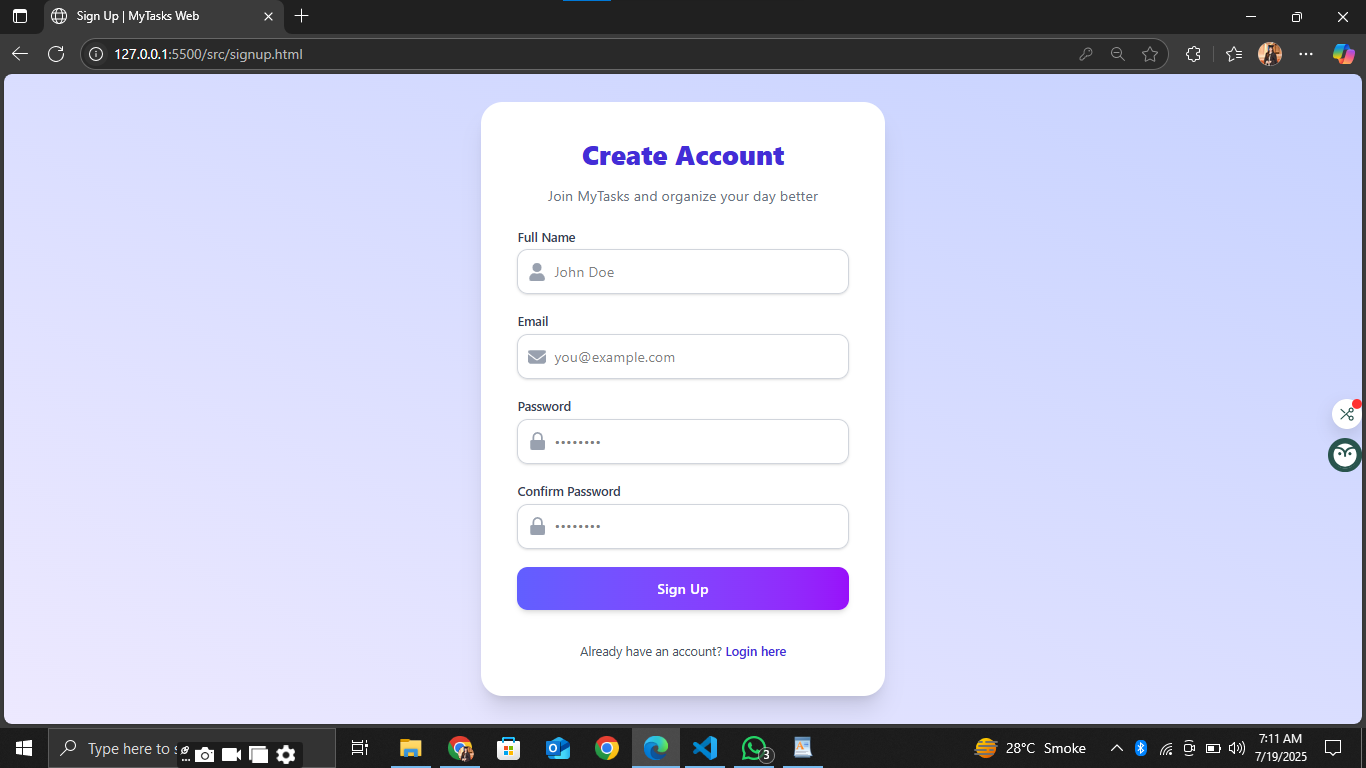 Sign Up | MyTasks Web
127.0.0.1:5500/src/signup.html
Create Account
Join MyTasks and organize your day better
Full Name
John Doe
Email
you@example.com
Password
••••••••
Confirm Password
••••••••
Sign Up
Already have an account? Login here
Type here to s
3
28°C Smoke
7:11 AM
7/19/2025